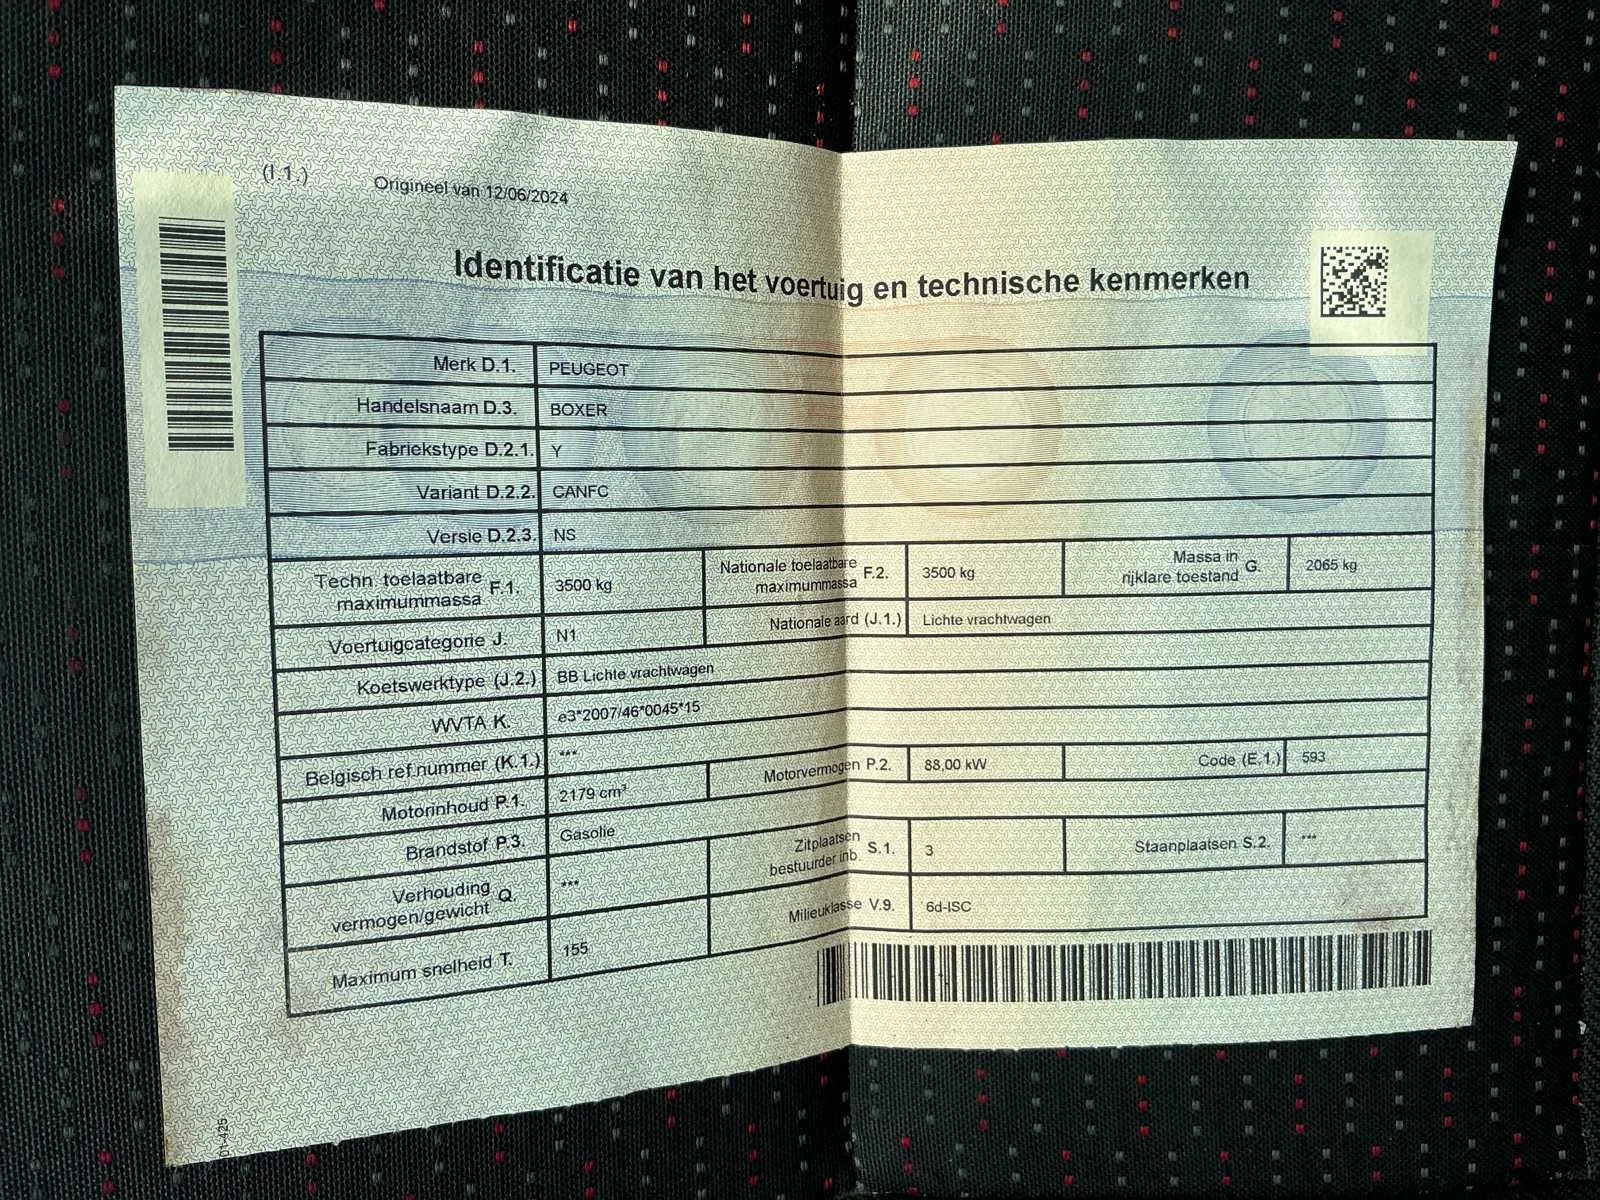 (I.1.) Origineel van 12/06/2024
Identificatie van het voertuig en technische kenmerken
Merk D.1. PEUGEOT
Handelsnaam D.3. BOXER
Fabriekstype D.2.1. Y
Variant D.2.2. CANFC
Versie D.2.3. NS
Techn. toelaatbare maximummassa F.1. 3500 kg Nationale toelaatbare maximummassa F.2. 3500 kg Massa in rijklare toestand G. 2065 kg
Voertuigcategorie J. N1 Nationale aard (J.1.) Lichte vrachtwagen
Koetswerktype (J.2.) BB Lichte vrachtwagen
WVTA K. e3*2007/46*0045*15
Belgisch ref.nummer (K.1.) ***
Motorinhoud P.1. 2179 cm³ Motorvermogen P.2. 88,00 kW Code (E.1.) 593
Brandstof P.3. Gasolie
Verhouding vermogen/gewicht Q. *** Zitplaatsen bestuurder inb. S.1. 3 Staanplaatsen S.2. ***
Maximum snelheid T. 155 Milieuklasse V.9. 6d-ISC
01-425